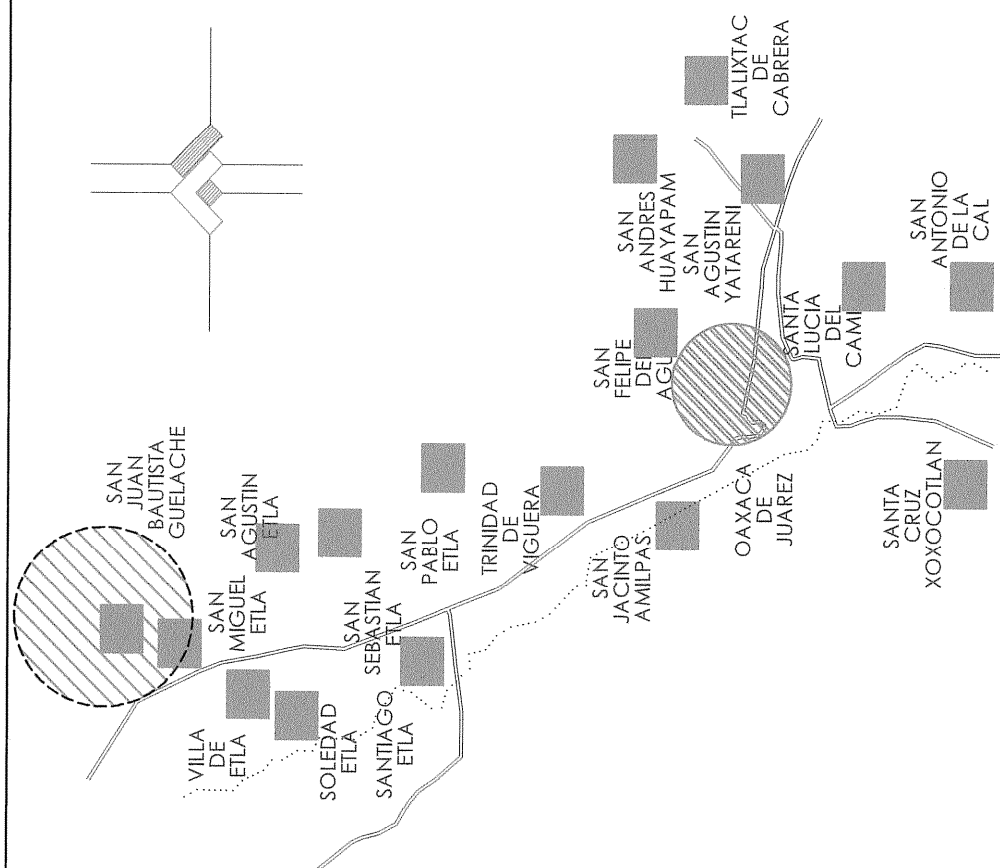 SAN
JUAN
BAUTISTA
GUELACHE
SAN
AGUSTIN
ETLA
SAN
MIGUEL
ETLA
VILLA
DE
ETLA
SOLEDAD
ETLA
SANTIAGO
ETLA
SAN
SEBASTIAN
ETLA
SAN
PABLO
ETLA
TRINIDAD
DE
VIGUERA
SAN
JACINTO
AMILPAS
SAN
FELIPE
DEL
AGU
SAN
ANDRES
HUAYAPAM
SAN
AGUSTIN
YATARENI
TLALIXTAC
DE
CABRERA
OAXACA
DE
JUAREZ
SANTA
LUCIA
DEL
CAMI
SAN
ANTONIO
DE LA
CAL
SANTA
CRUZ
XOXOCOTLAN